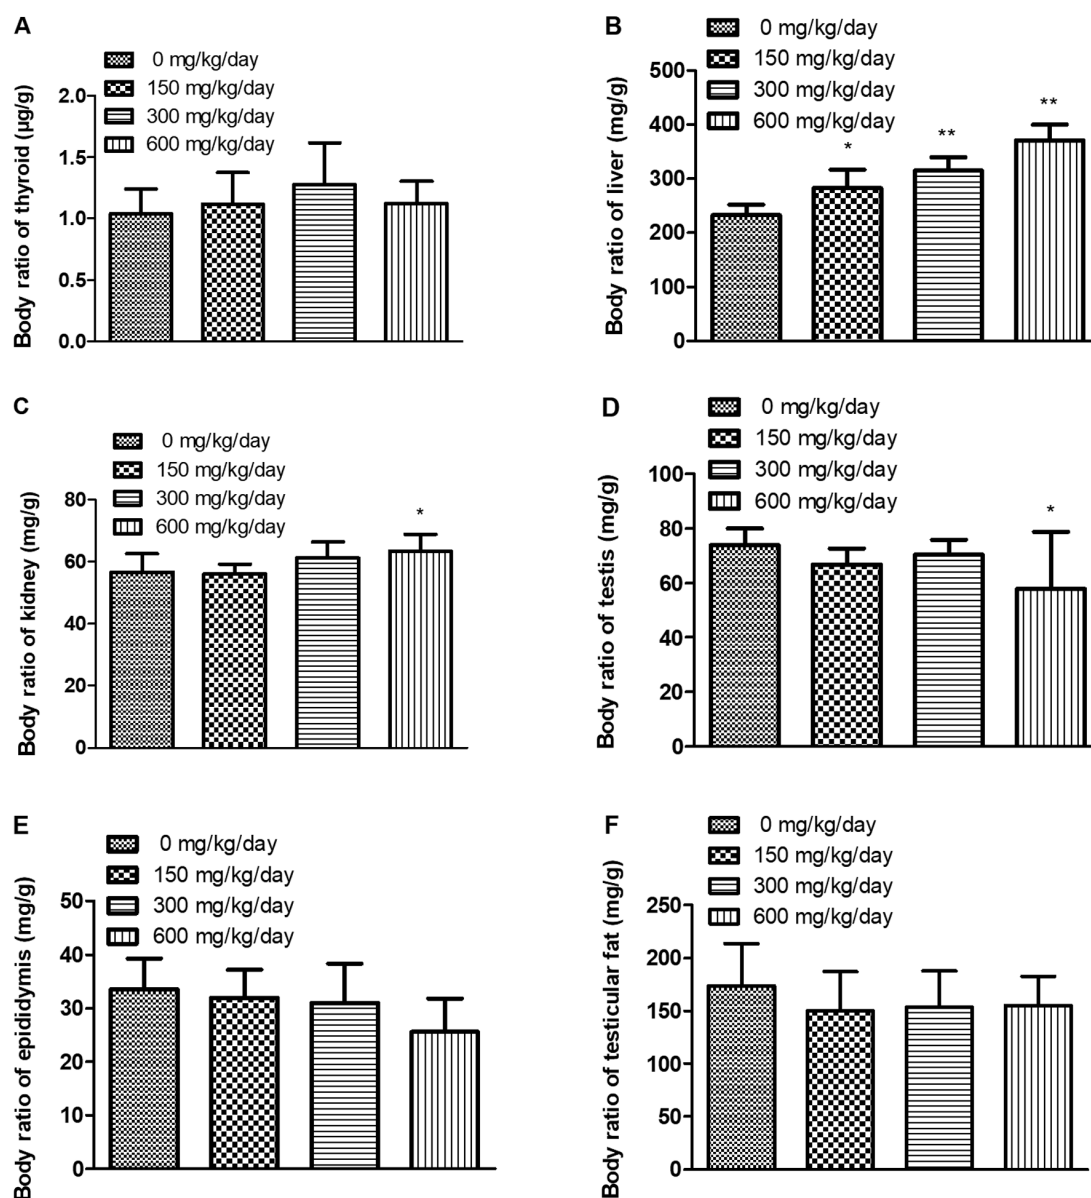 A
0 mg/kg/day
150 mg/kg/day
300 mg/kg/day
600 mg/kg/day
Body ratio of thyroid (µg/g)
2.0
1.5
1.0
0.5
0.0
B
0 mg/kg/day
150 mg/kg/day
300 mg/kg/day
600 mg/kg/day
Body ratio of liver (mg/g)
500
400
300
200
100
0
*
**
**
C
0 mg/kg/day
150 mg/kg/day
300 mg/kg/day
600 mg/kg/day
Body ratio of kidney (mg/g)
80
60
40
20
0
*
D
0 mg/kg/day
150 mg/kg/day
300 mg/kg/day
600 mg/kg/day
Body ratio of testis (mg/g)
100
80
60
40
20
0
*
E
0 mg/kg/day
150 mg/kg/day
300 mg/kg/day
600 mg/kg/day
Body ratio of epididymis (mg/g)
50
40
30
20
10
0
F
0 mg/kg/day
150 mg/kg/day
300 mg/kg/day
600 mg/kg/day
Body ratio of testicular fat (mg/g)
250
200
150
100
50
0